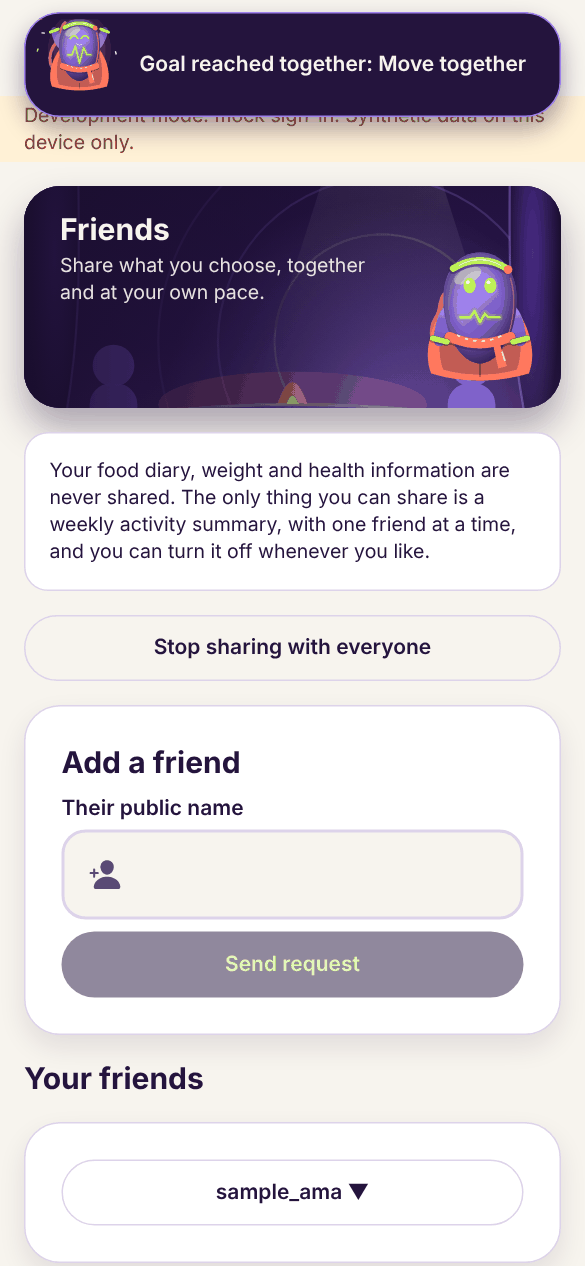 Goal reached together: Move together
Development mode: mock sign-in. Synthetic data on this
device only.
Friends
Share what you choose, together
and at your own pace.
Your food diary, weight and health information are
never shared. The only thing you can share is a
weekly activity summary, with one friend at a time,
and you can turn it off whenever you like.
Stop sharing with everyone
Add a friend
Their public name
Send request
Your friends
sample_ama ▼